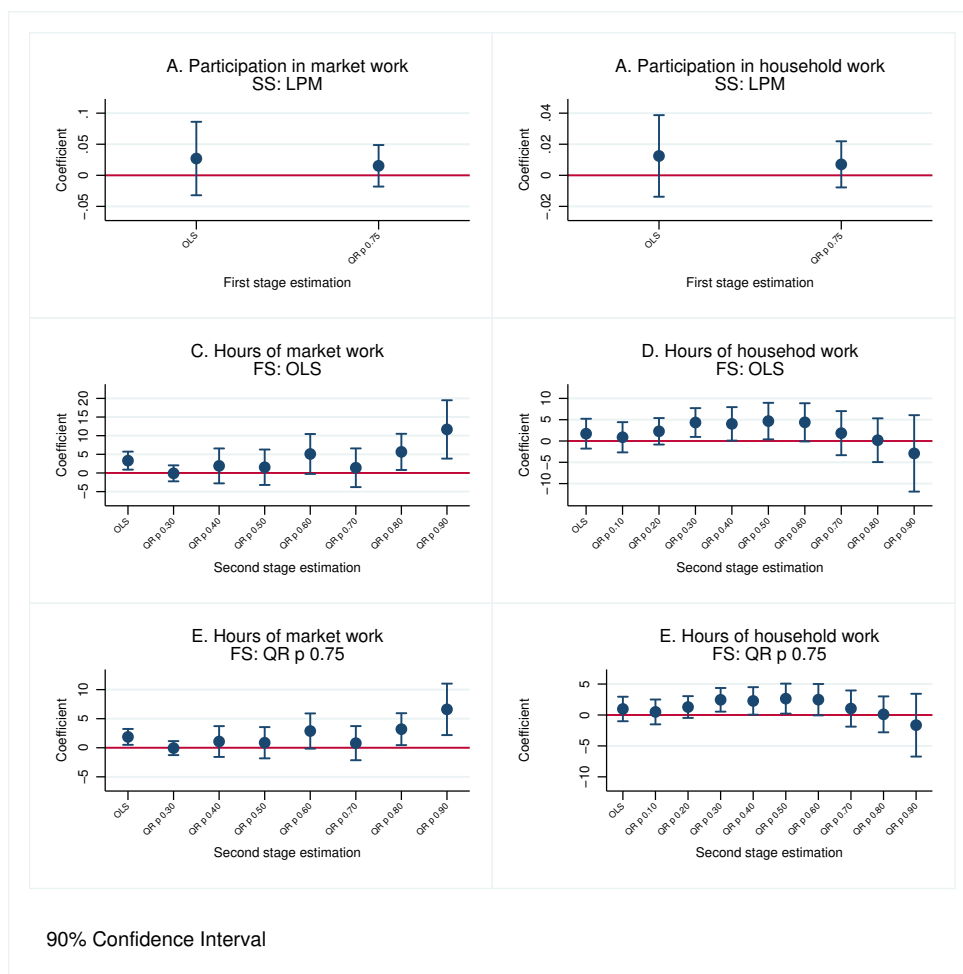 A. Participation in market work
SS: LPM
Coefficient
.1
.05
0
−.05
OLS
QR p 0.75
First stage estimation
A. Participation in household work
SS: LPM
Coefficient
.04
.02
0
−.02
OLS
QR p 0.75
First stage estimation
C. Hours of market work
FS: OLS
Coefficient
20
15
10
5
0
−5
OLS
QR p 0.30
QR p 0.40
QR p 0.50
QR p 0.60
QR p 0.70
QR p 0.80
QR p 0.90
Second stage estimation
D. Hours of househod work
FS: OLS
Coefficient
10
5
0
−5
−10
OLS
QR p 0.10
QR p 0.20
QR p 0.30
QR p 0.40
QR p 0.50
QR p 0.60
QR p 0.70
QR p 0.80
QR p 0.90
Second stage estimation
E. Hours of market work
FS: QR p 0.75
Coefficient
10
5
0
−5
OLS
QR p 0.30
QR p 0.40
QR p 0.50
QR p 0.60
QR p 0.70
QR p 0.80
QR p 0.90
Second stage estimation
E. Hours of household work
FS: QR p 0.75
Coefficient
5
0
−5
−10
OLS
QR p 0.10
QR p 0.20
QR p 0.30
QR p 0.40
QR p 0.50
QR p 0.60
QR p 0.70
QR p 0.80
QR p 0.90
Second stage estimation
90% Confidence Interval